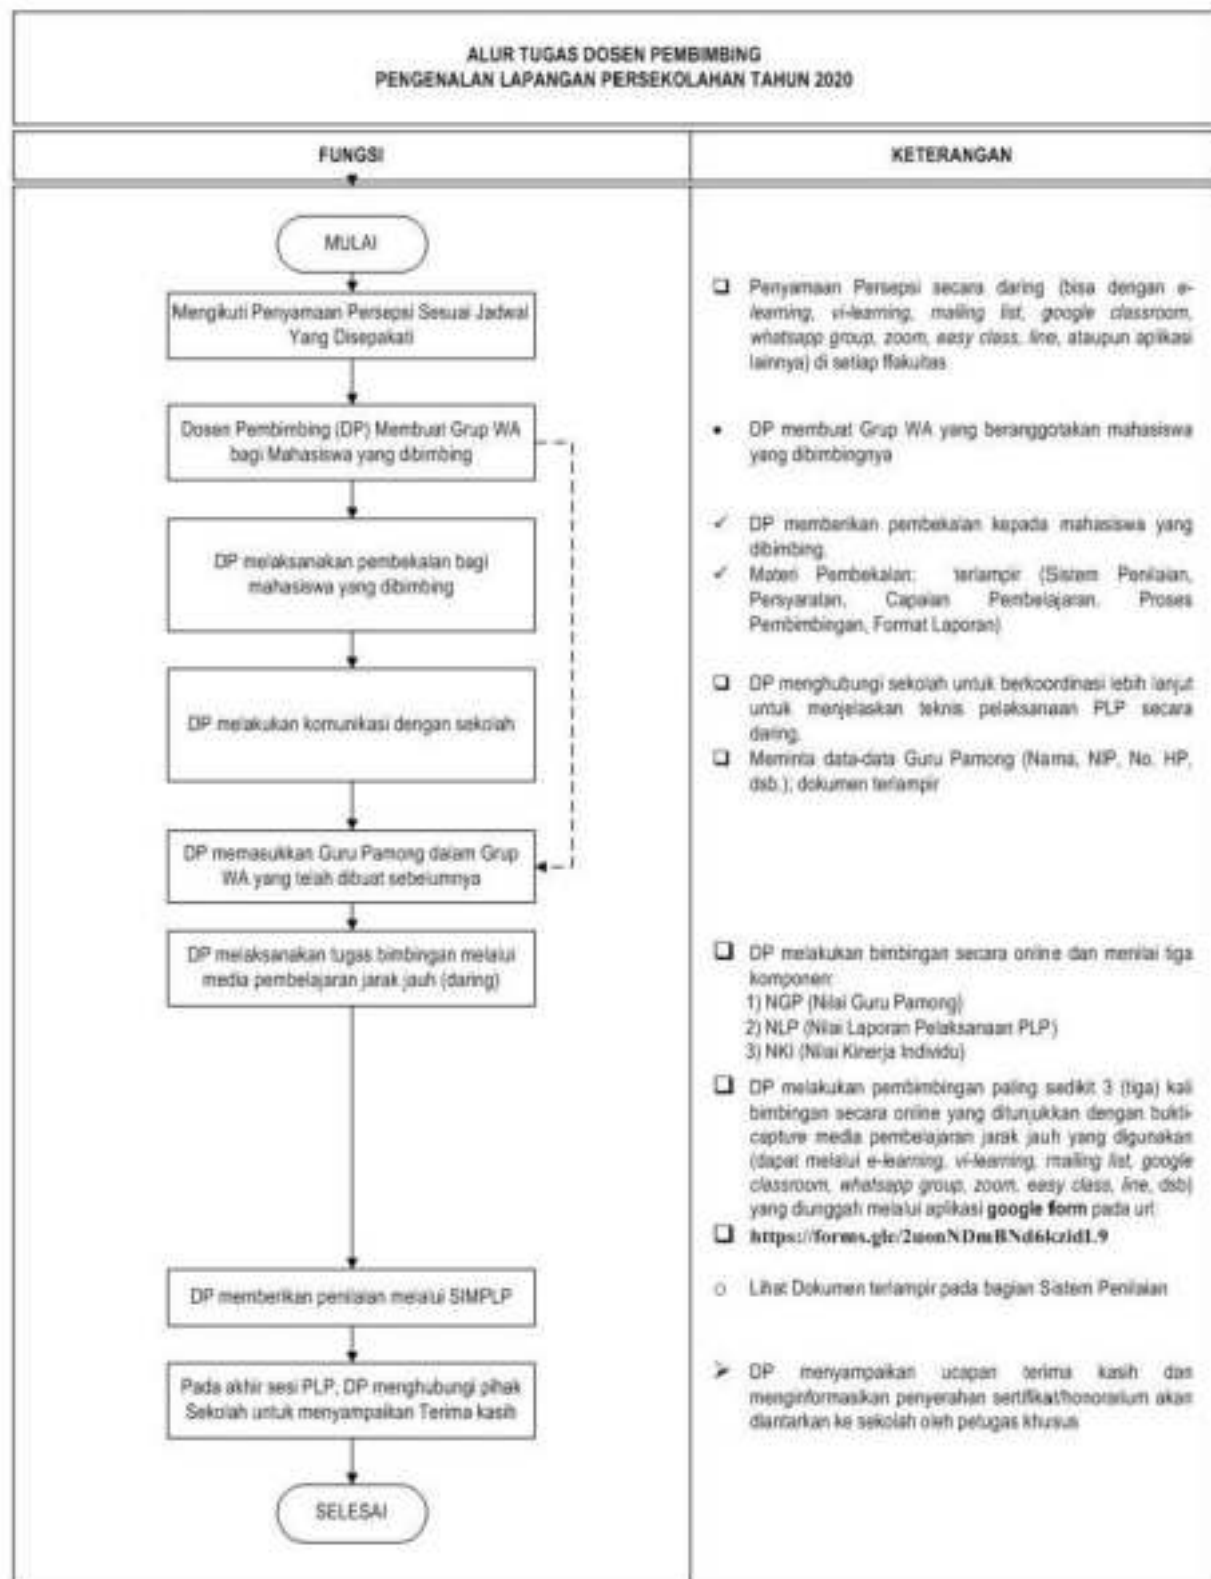 ALUR TUGAS DOSEN PEMBIMBING
PENGENALAN LAPANGAN PERSEKOLAHAN TAHUN 2020
FUNGSI
KETERANGAN
MULAI
Mengikuti Penyamaan Persepsi Sesuai Jadwal
Yang Disepakati
Dosen Pembimbing (DP) Membuat Grup WA
bagi Mahasiswa yang dibimbing
DP melaksanakan pembekalan bagi
mahasiswa yang dibimbing
DP melakukan komunikasi dengan sekolah
DP memasukkan Guru Pamong dalam Grup
WA yang telah dibuat sebelumnya
DP melaksanakan tugas bimbingan melalui
media pembelajaran jarak jauh (daring)
DP memberikan penilaian melalui SIMPLP
Pada akhir sesi PLP, DP menghubungi pihak
Sekolah untuk menyampaikan Terima kasih
SELESAI
❑ Penyamaan Persepsi secara daring (bisa dengan e-
learning, vi-learning, mailing list, google classroom,
whatsapp group, zoom, easy class, line, ataupun aplikasi
lainnya) di setiap ffakultas
• DP membuat Grup WA yang beranggotakan mahasiswa
yang dibimbingnya
✓ DP memberikan pembekalan kepada mahasiswa yang
dibimbing.
✓ Materi Pembekalan: terlampir (Sistem Penilaian,
Persyaratan, Capaian Pembelajaran, Proses
Pembimbingan, Format Laporan)
❑ DP menghubungi sekolah untuk berkoordinasi lebih lanjut
untuk menjelaskan teknis pelaksanaan PLP secara
daring.
❑ Meminta data-data Guru Pamong (Nama, NIP, No. HP,
dsb.); dokumen terlampir
❑ DP melakukan bimbingan secara online dan menilai tiga
komponen:
1) NGP (Nilai Guru Pamong)
2) NLP (Nilai Laporan Pelaksanaan PLP)
3) NKI (Nilai Kinerja Individu)
❑ DP melakukan pembimbingan paling sedikit 3 (tiga) kali
bimbingan secara online yang ditunjukkan dengan bukti-
capture media pembelajaran jarak jauh yang digunakan
(dapat melalui e-learning, vi-learning, mailing list, google
classroom, whatsapp group, zoom, easy class, line, dsb)
yang diunggah melalui aplikasi google form pada url:
❑
○ Lihat Dokumen terlampir pada bagian Sistem Penilaian
➢ DP menyampaikan ucapan terima kasih dan
menginformasikan penyerahan sertifikat/honorarium akan
diantarkan ke sekolah oleh petugas khusus